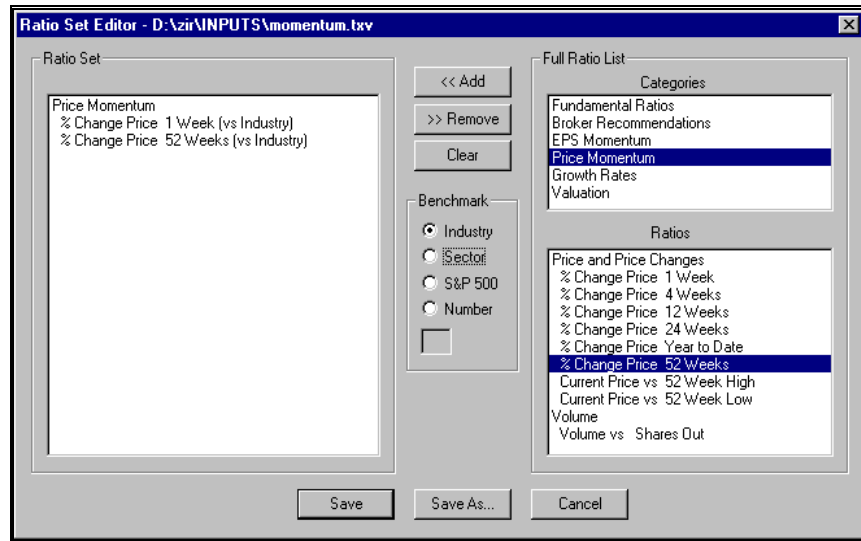 Ratio Set Editor - D:\zir\INPUTS\momentum.txv
Ratio Set
Price Momentum
% Change Price 1 Week (vs Industry)
% Change Price 52 Weeks (vs Industry)
<< Add
>> Remove
Clear
Benchmark
Industry
Sector
S&P 500
Number
Full Ratio List
Categories
Fundamental Ratios
Broker Recommendations
EPS Momentum
Price Momentum
Growth Rates
Valuation
Ratios
Price and Price Changes
% Change Price 1 Week
% Change Price 4 Weeks
% Change Price 12 Weeks
% Change Price 24 Weeks
% Change Price Year to Date
% Change Price 52 Weeks
Current Price vs 52 Week High
Current Price vs 52 Week Low
Volume
Volume vs Shares Out
Save
Save As...
Cancel